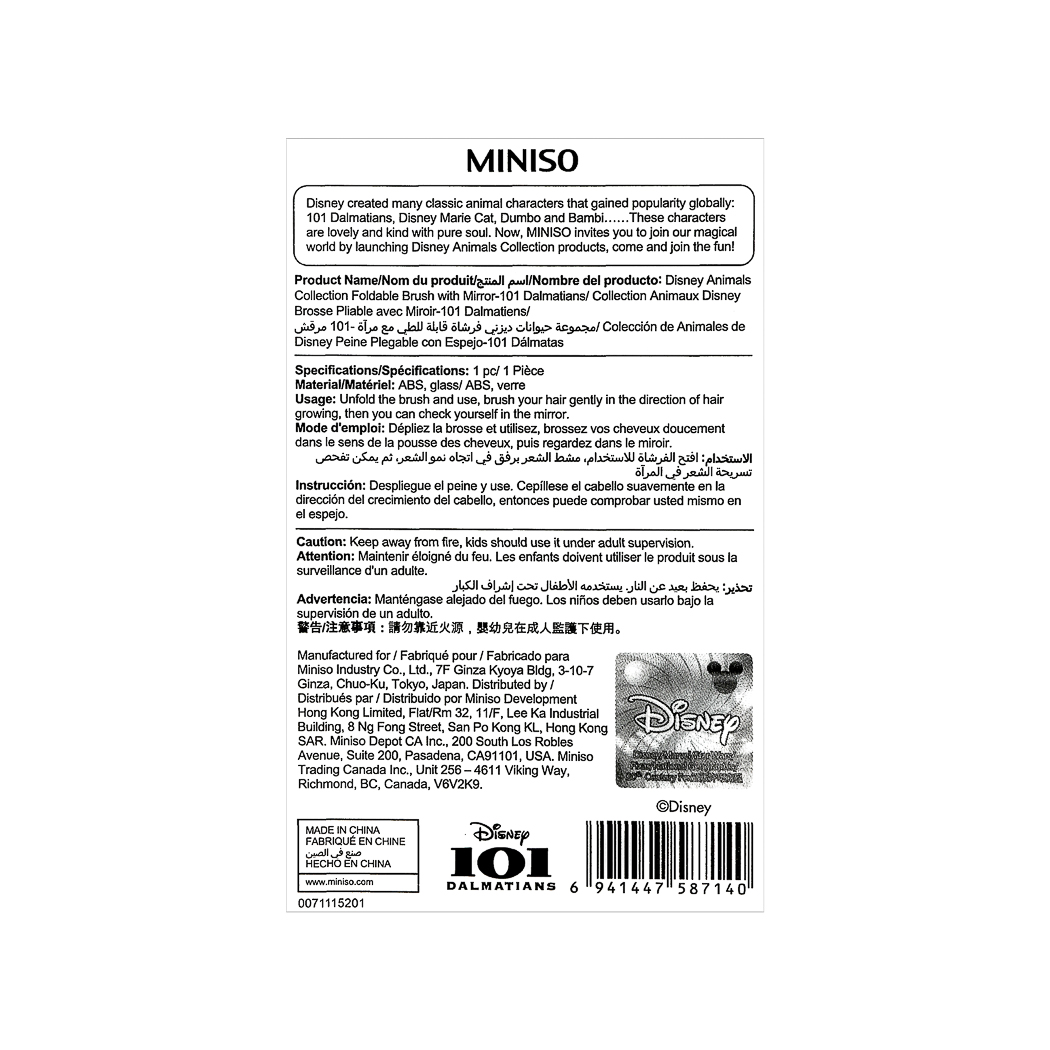 MINISO
Disney created many classic animal characters that gained popularity globally:
101 Dalmatians, Disney Marie Cat, Dumbo and Bambi......These characters
are lovely and kind with pure soul. Now, MINISO invites you to join our magical
world by launching Disney Animals Collection products, come and join the fun!
Product Name/Nom du produit/اسم المنتج/Nombre del producto: Disney Animals
Collection Foldable Brush with Mirror-101 Dalmatians/ Collection Animaux Disney
Brosse Pliable avec Miroir-101 Dalmatiens/
مجموعة حيوانات ديزني فرشاة قابلة للطي مع مرآة -101 مرقش/ Colección de Animales de
Disney Peine Plegable con Espejo-101 Dálmatas
Specifications/Spécifications: 1 pc/ 1 Pièce
Material/Matériel: ABS, glass/ ABS, verre
Usage: Unfold the brush and use, brush your hair gently in the direction of hair
growing, then you can check yourself in the mirror.
Mode d'emploi: Dépliez la brosse et utilisez, brossez vos cheveux doucement
dans le sens de la pousse des cheveux, puis regardez dans le miroir.
الاستخدام: افتح الفرشاة للاستخدام، مشط الشعر برفق في اتجاه نمو الشعر، ثم يمكن تفحص
تسريحة الشعر في المرآة
Instrucción: Despliegue el peine y use. Cepíllese el cabello suavemente en la
dirección del crecimiento del cabello, entonces puede comprobar usted mismo en
el espejo.
Caution: Keep away from fire, kids should use it under adult supervision.
Attention: Maintenir éloigné du feu. Les enfants doivent utiliser le produit sous la
surveillance d'un adulte.
تحذير: يحفظ بعيد عن النار. يستخدمه الأطفال تحت إشراف الكبار
Advertencia: Manténgase alejado del fuego. Los niños deben usarlo bajo la
supervisión de un adulto.
警告/注意事項：請勿靠近火源，嬰幼兒在成人監護下使用。
Manufactured for / Fabriqué pour / Fabricado para
Miniso Industry Co., Ltd., 7F Ginza Kyoya Bldg, 3-10-7
Ginza, Chuo-Ku, Tokyo, Japan. Distributed by /
Distribués par / Distribuido por Miniso Development
Hong Kong Limited, Flat/Rm 32, 11/F, Lee Ka Industrial
Building, 8 Ng Fong Street, San Po Kong KL, Hong Kong
SAR. Miniso Depot CA Inc., 200 South Los Robles
Avenue, Suite 200, Pasadena, CA91101, USA. Miniso
Trading Canada Inc., Unit 256 – 4611 Viking Way,
Richmond, BC, Canada, V6V2K9.
Disney
Disney/Marvel/Star Wars
Pixar/National Geographic
20th Century
©Disney
MADE IN CHINA
FABRIQUÉ EN CHINE
صنع في الصين
HECHO EN CHINA
www.miniso.com
0071115201
Disney
101
DALMATIANS
6 941447 587140